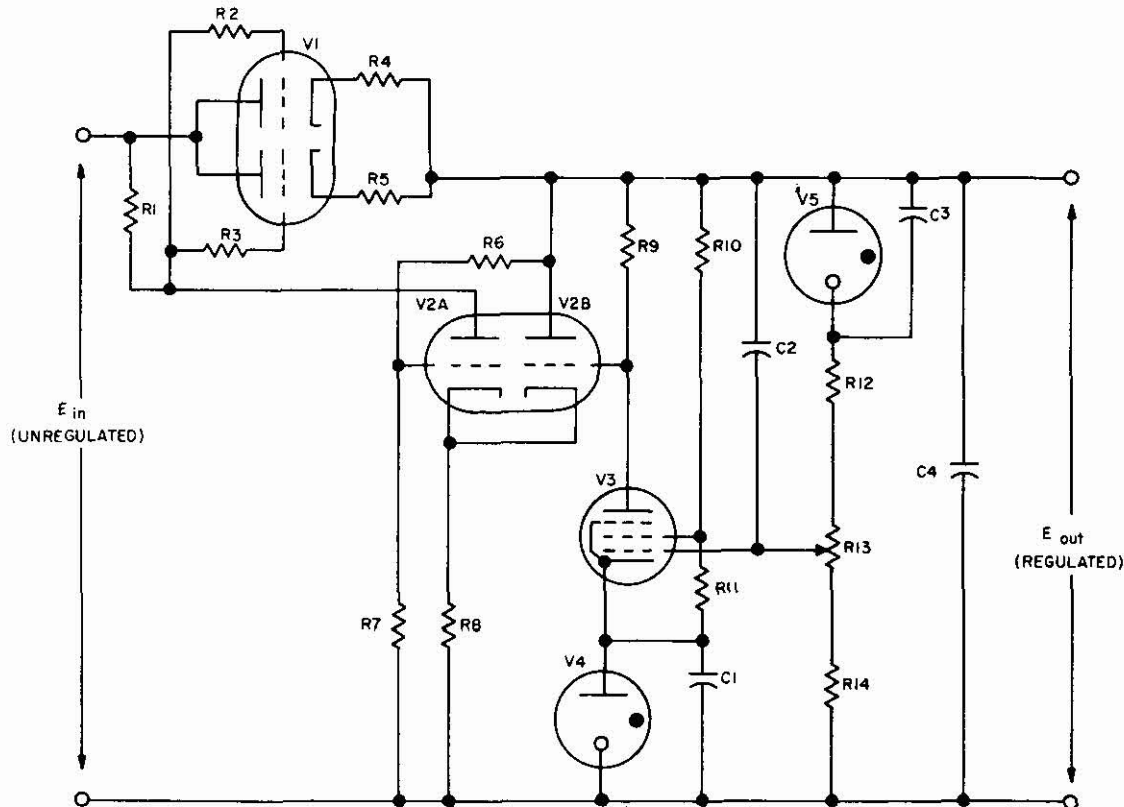 R2
V1
R4
R1
R3
R5
R6
R9
R10
V5
C3
V2A
V2B
C2
R12
E in
(UNREGULATED)
V3
C4
R13
E out
(REGULATED)
R7
R8
R11
V4
C1
R14